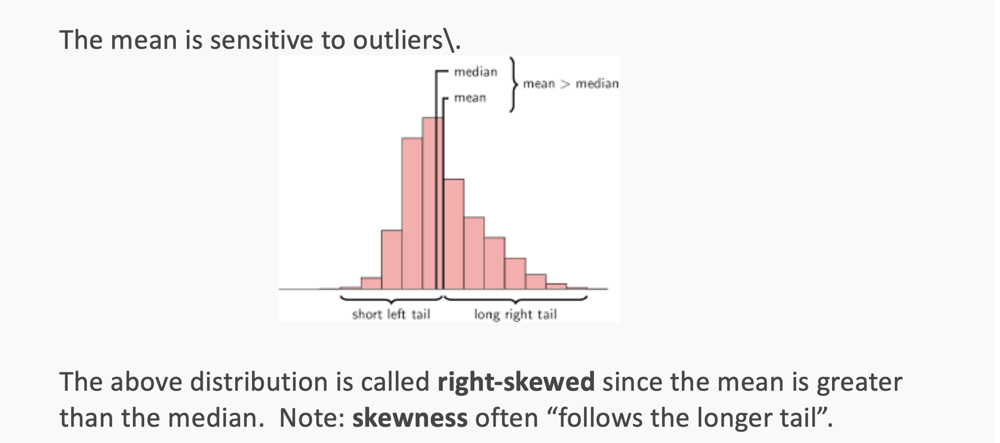 The mean is sensitive to outliers\.
median
mean > median
mean
short left tail
long right tail
The above distribution is called right-skewed since the mean is greater
than the median.  Note: skewness often “follows the longer tail”.